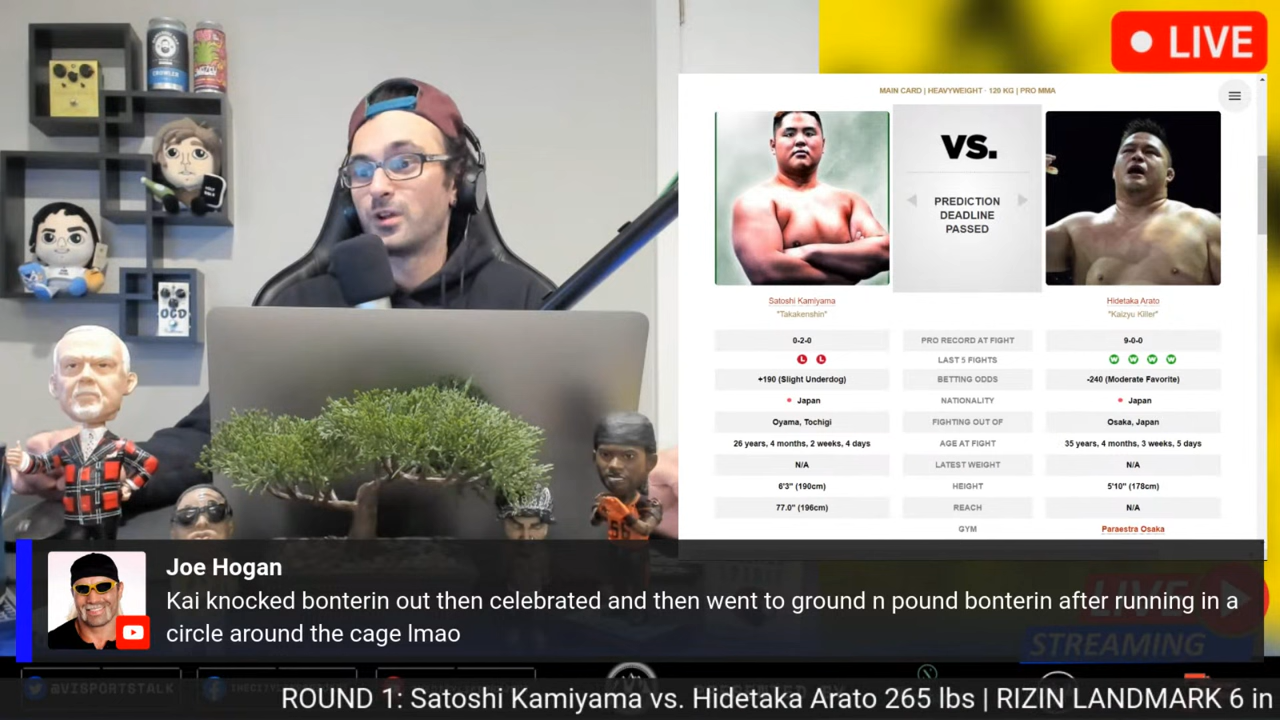 LIVE
MAIN CARD | HEAVYWEIGHT · 120 KG | PRO MMA
VS.
PREDICTION
DEADLINE
PASSED
Satoshi Kamiyama
"Takakenshin"
Hidetaka Arato
"Kaizyu Killer"
0-2-0 PRO RECORD AT FIGHT 9-0-0
L L LAST 5 FIGHTS W W W W
+190 (Slight Underdog) BETTING ODDS -240 (Moderate Favorite)
Japan NATIONALITY Japan
Oyama, Tochigi FIGHTING OUT OF Osaka, Japan
26 years, 4 months, 2 weeks, 4 days AGE AT FIGHT 35 years, 4 months, 3 weeks, 5 days
N/A LATEST WEIGHT N/A
6'3" (190cm) HEIGHT 5'10" (178cm)
77.0" (196cm) REACH N/A
GYM Paraestra Osaka
OCD
Joe Hogan
Kai knocked bonterin out then celebrated and then went to ground n pound bonterin after running in a
circle around the cage lmao
LIVE
STREAMING
@VISPORTSTALK
ROUND 1: Satoshi Kamiyama vs. Hidetaka Arato 265 lbs | RIZIN LANDMARK 6 in